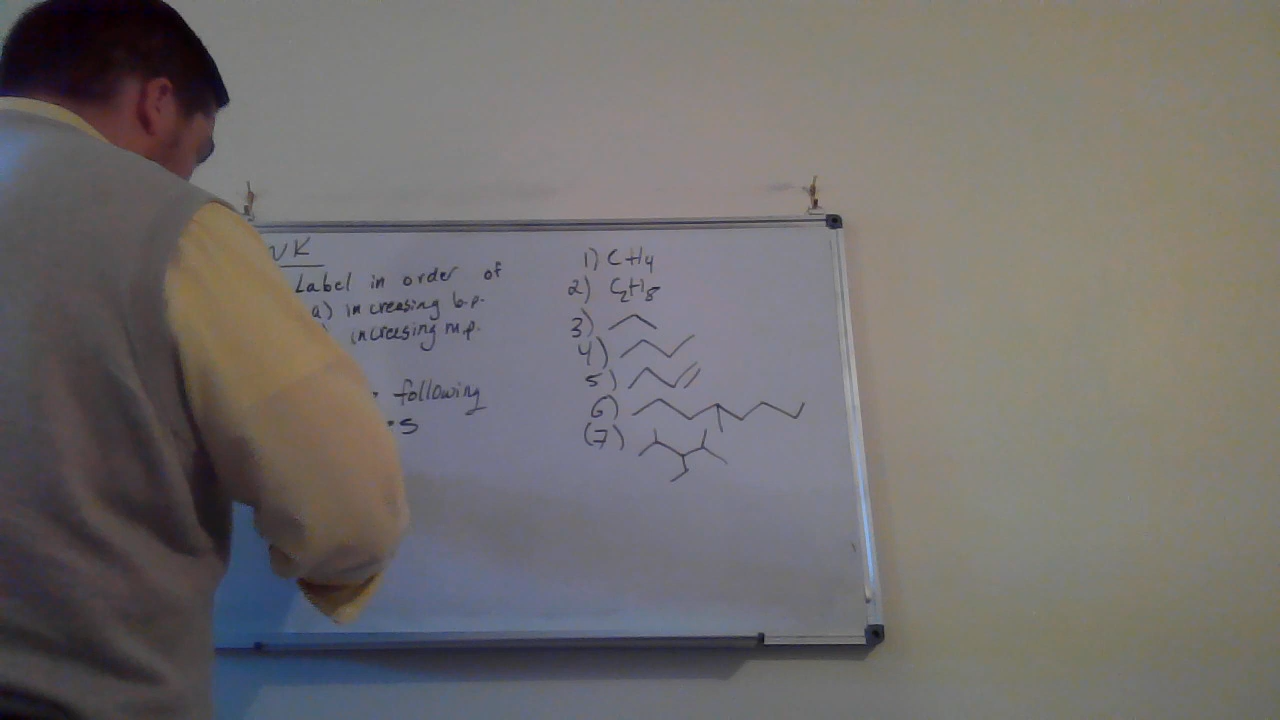 VK
Label in order of
a) increasing b.p.
) increasing m.p.
following
s
1) CH4
2) C2H8
3)
4)
5)
6)
(7)